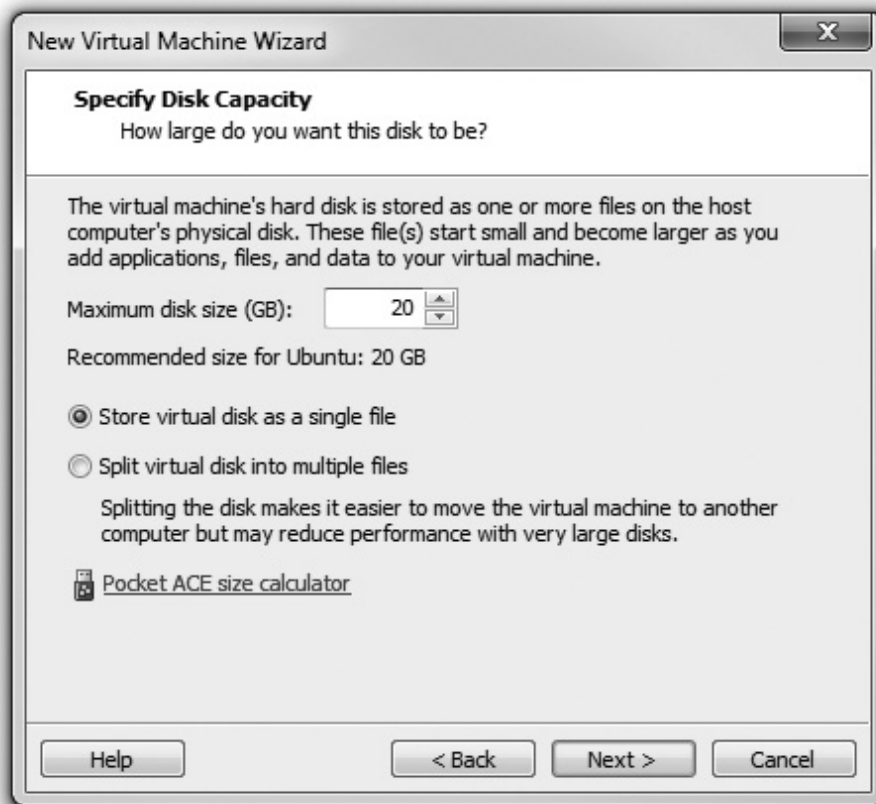 New Virtual Machine Wizard
X
Specify Disk Capacity
How large do you want this disk to be?
The virtual machine's hard disk is stored as one or more files on the host
computer's physical disk. These file(s) start small and become larger as you
add applications, files, and data to your virtual machine.
Maximum disk size (GB): 20
Recommended size for Ubuntu: 20 GB
Store virtual disk as a single file
Split virtual disk into multiple files
Splitting the disk makes it easier to move the virtual machine to another
computer but may reduce performance with very large disks.
Pocket ACE size calculator
Help < Back Next > Cancel